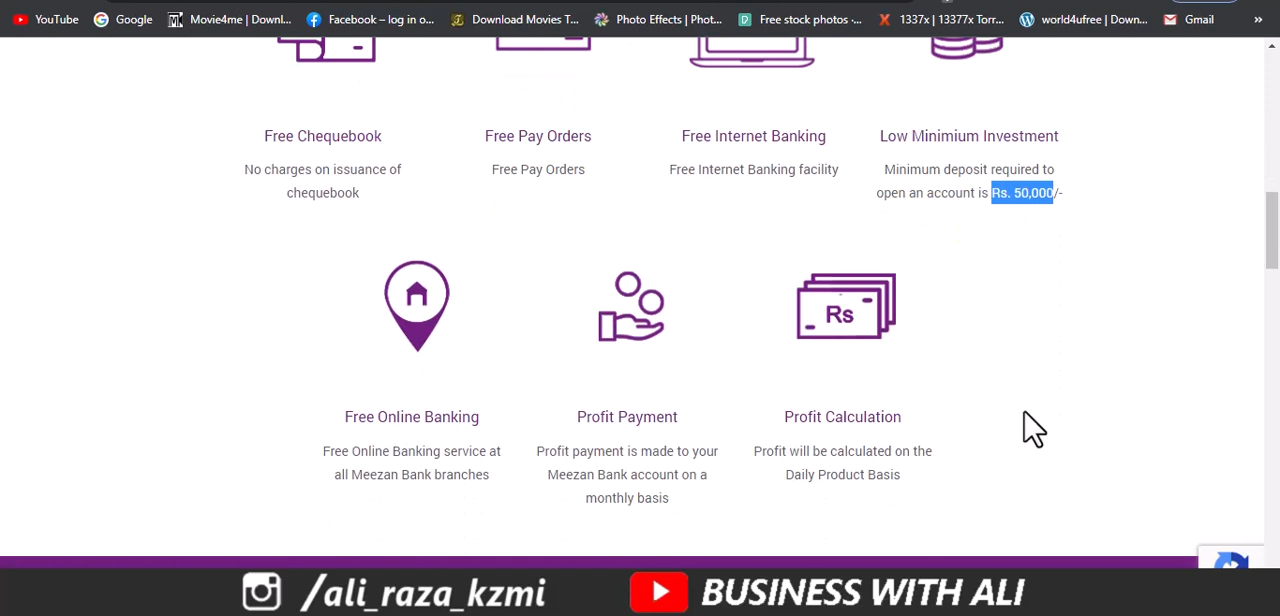 YouTube Google Movie4me | Downl... Facebook – log in o... Download Movies T... Photo Effects | Phot... Free stock photos ·... 1337x | 13377x Torr... world4ufree | Down... Gmail »
Free Chequebook Free Pay Orders Free Internet Banking Low Minimium Investment
No charges on issuance of Free Pay Orders Free Internet Banking facility Minimum deposit required to
chequebook open an account is Rs. 50,000/-
Rs
Free Online Banking Profit Payment Profit Calculation
Free Online Banking service at Profit payment is made to your Profit will be calculated on the
all Meezan Bank branches Meezan Bank account on a Daily Product Basis
monthly basis
/ali_raza_kzmi BUSINESS WITH ALI